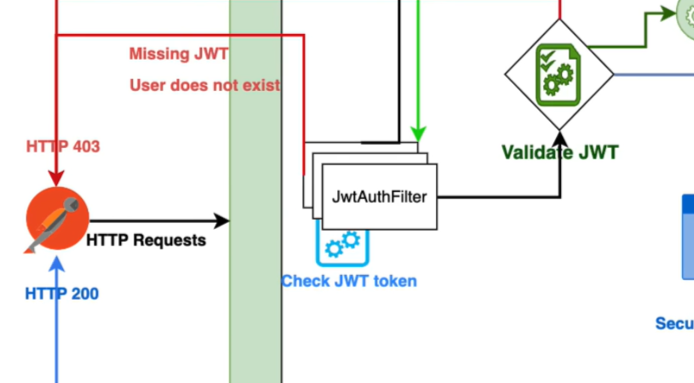 Missing JWT
User does not exist
HTTP 403
Validate JWT
JwtAuthFilter
HTTP Requests
Check JWT token
HTTP 200
Secu